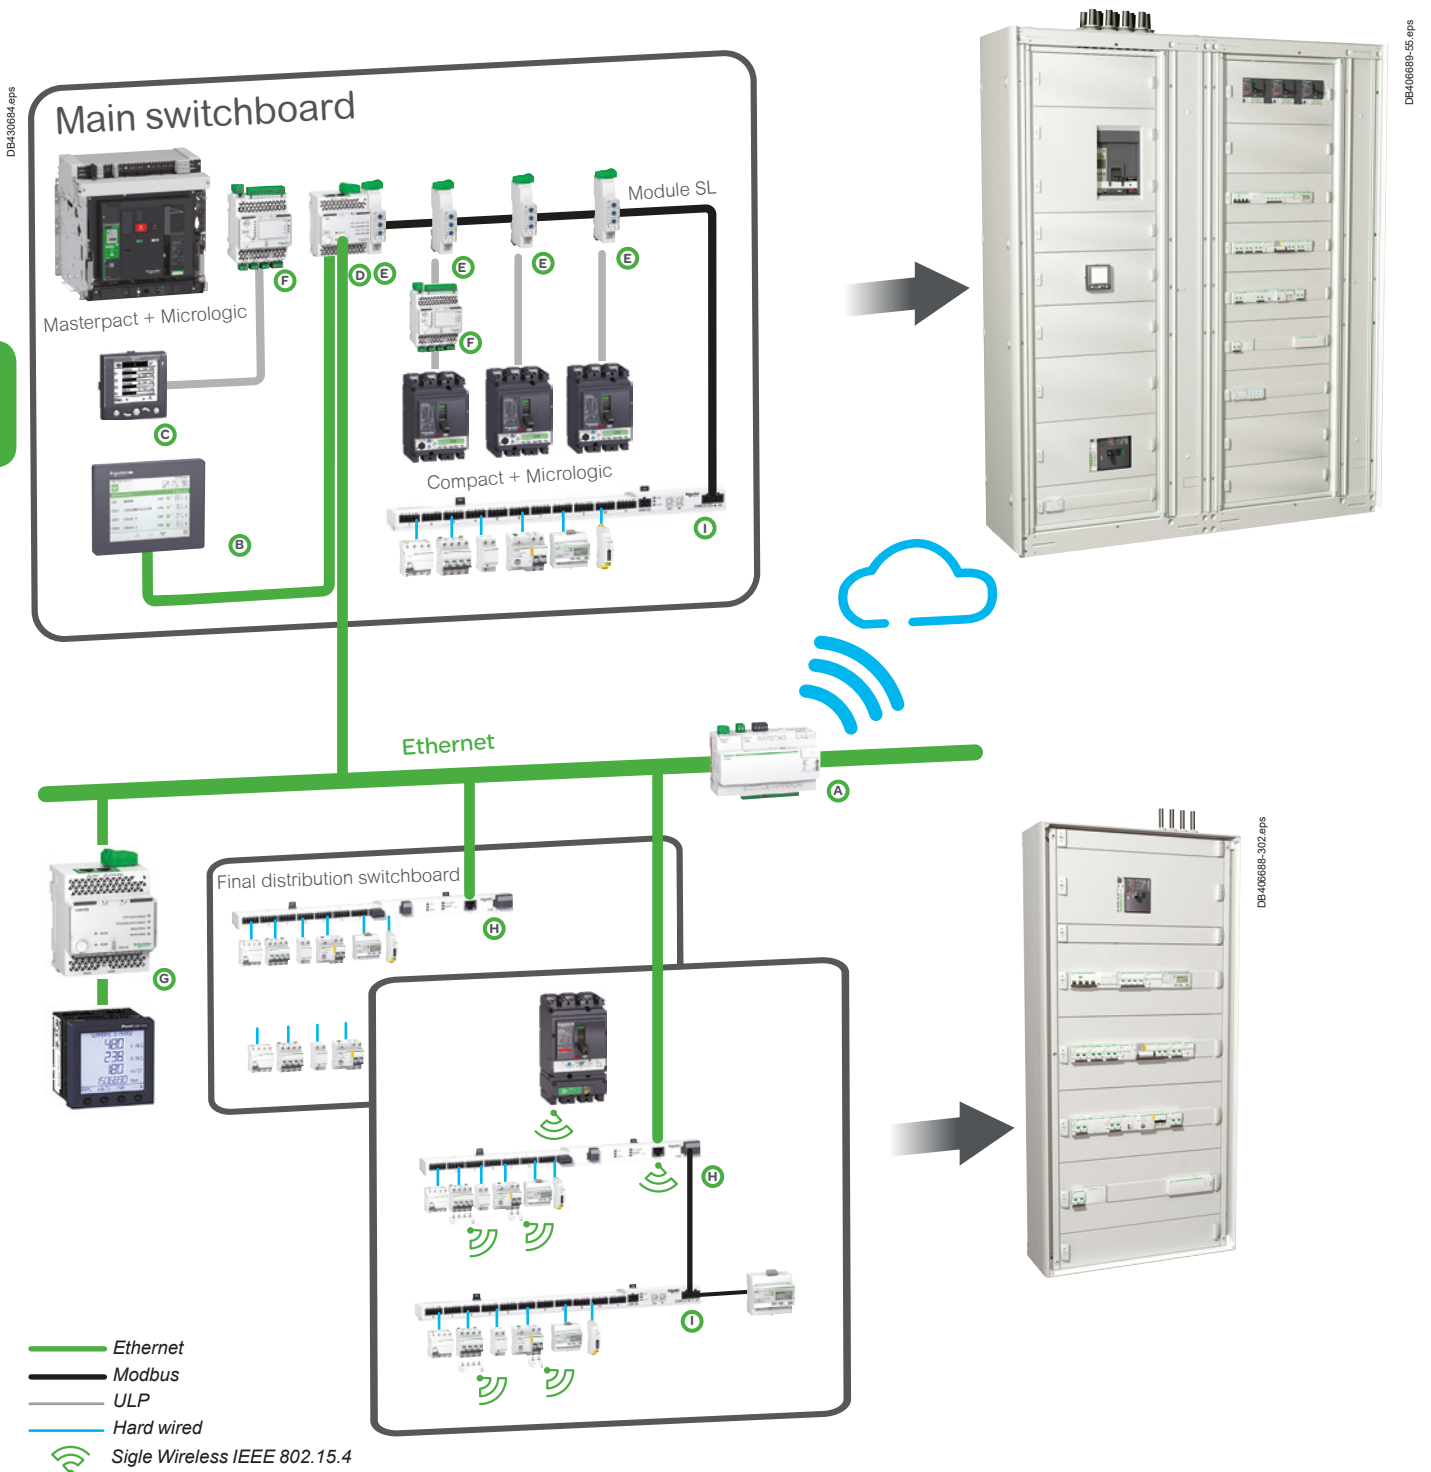 DB430684.eps
DB406689-55.eps
Main switchboard
Module SL
F
D
E
E
E
E
Masterpact + Micrologic
F
C
Compact + Micrologic
B
I
Ethernet
A
DB406688-302.eps
Final distribution switchboard
H
G
H
I
Ethernet
Modbus
ULP
Hard wired
Sigle Wireless IEEE 802.15.4